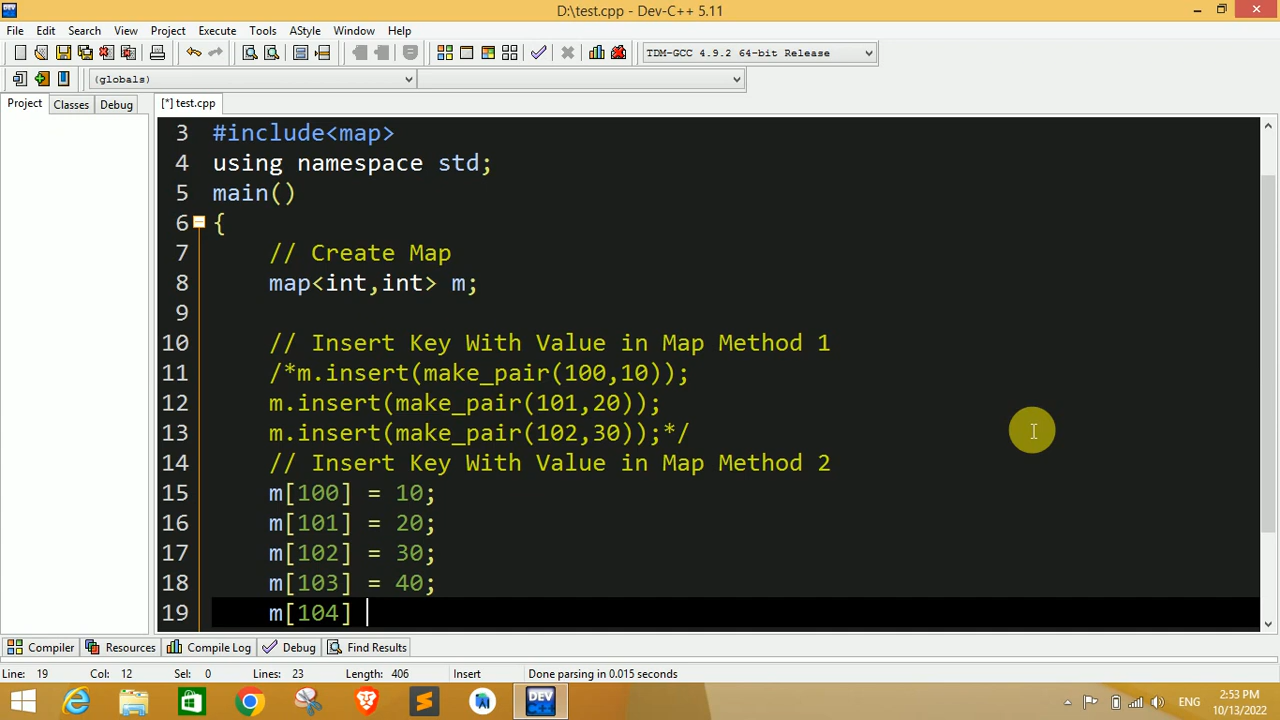 D:\test.cpp - Dev-C++ 5.11
File Edit Search View Project Execute Tools AStyle Window Help
TDM-GCC 4.9.2 64-bit Release
(globals)
Project Classes Debug [*] test.cpp
3 #include<map>
4 using namespace std;
5 main()
6 {
7 // Create Map
8 map<int,int> m;
9
10 // Insert Key With Value in Map Method 1
11 /*m.insert(make_pair(100,10));
12 m.insert(make_pair(101,20));
13 m.insert(make_pair(102,30));*/
14 // Insert Key With Value in Map Method 2
15 m[100] = 10;
16 m[101] = 20;
17 m[102] = 30;
18 m[103] = 40;
19 m[104]
Compiler Resources Compile Log Debug Find Results
Line: 19 Col: 12 Sel: 0 Lines: 23 Length: 406 Insert Done parsing in 0.015 seconds
DEV
ENG 2:53 PM
10/13/2022